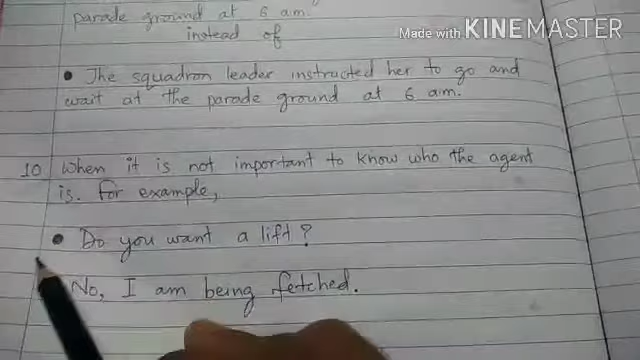 parade ground at 6 am.
instead of
Made with KINEMASTER
• The squadron leader instructed her to go and
wait at the parade ground at 6 am.
10 When it is not important to know who the agent
is. For example,
• Do you want a lift?
No, I am being fetched.